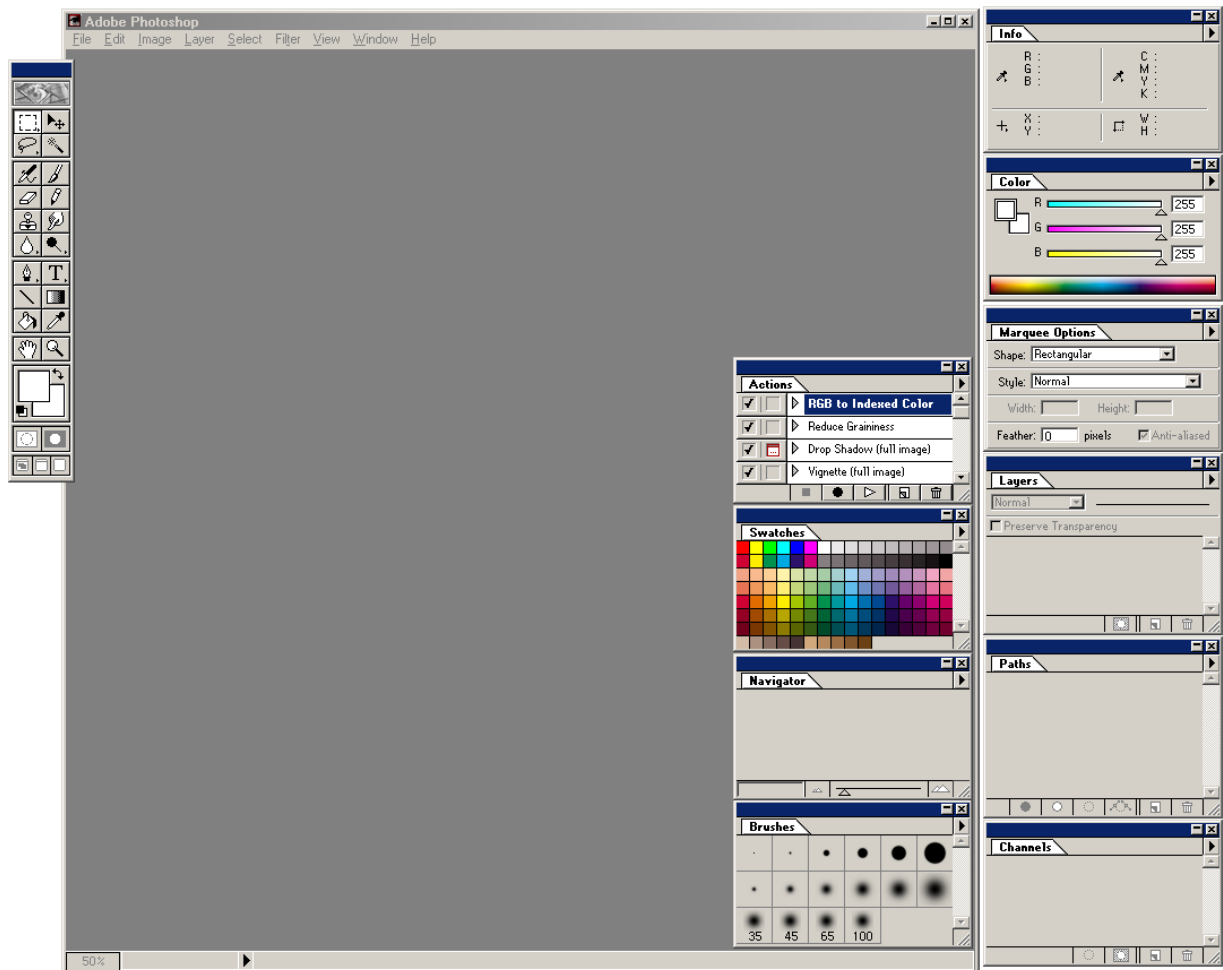 Adobe Photoshop
File Edit Image Layer Select Filter View Window Help
T
50%
Actions
RGB to Indexed Color
Reduce Graininess
Drop Shadow (full image)
Vignette (full image)
Swatches
Navigator
Brushes
35 45 65 100
Info
R :
G :
B :
C :
M :
Y :
K :
X :
Y :
W :
H :
Color
R 255
G 255
B 255
Marquee Options
Shape: Rectangular
Style: Normal
Width: Height:
Feather: 0 pixels Anti-aliased
Layers
Normal
Preserve Transparency
Paths
Channels